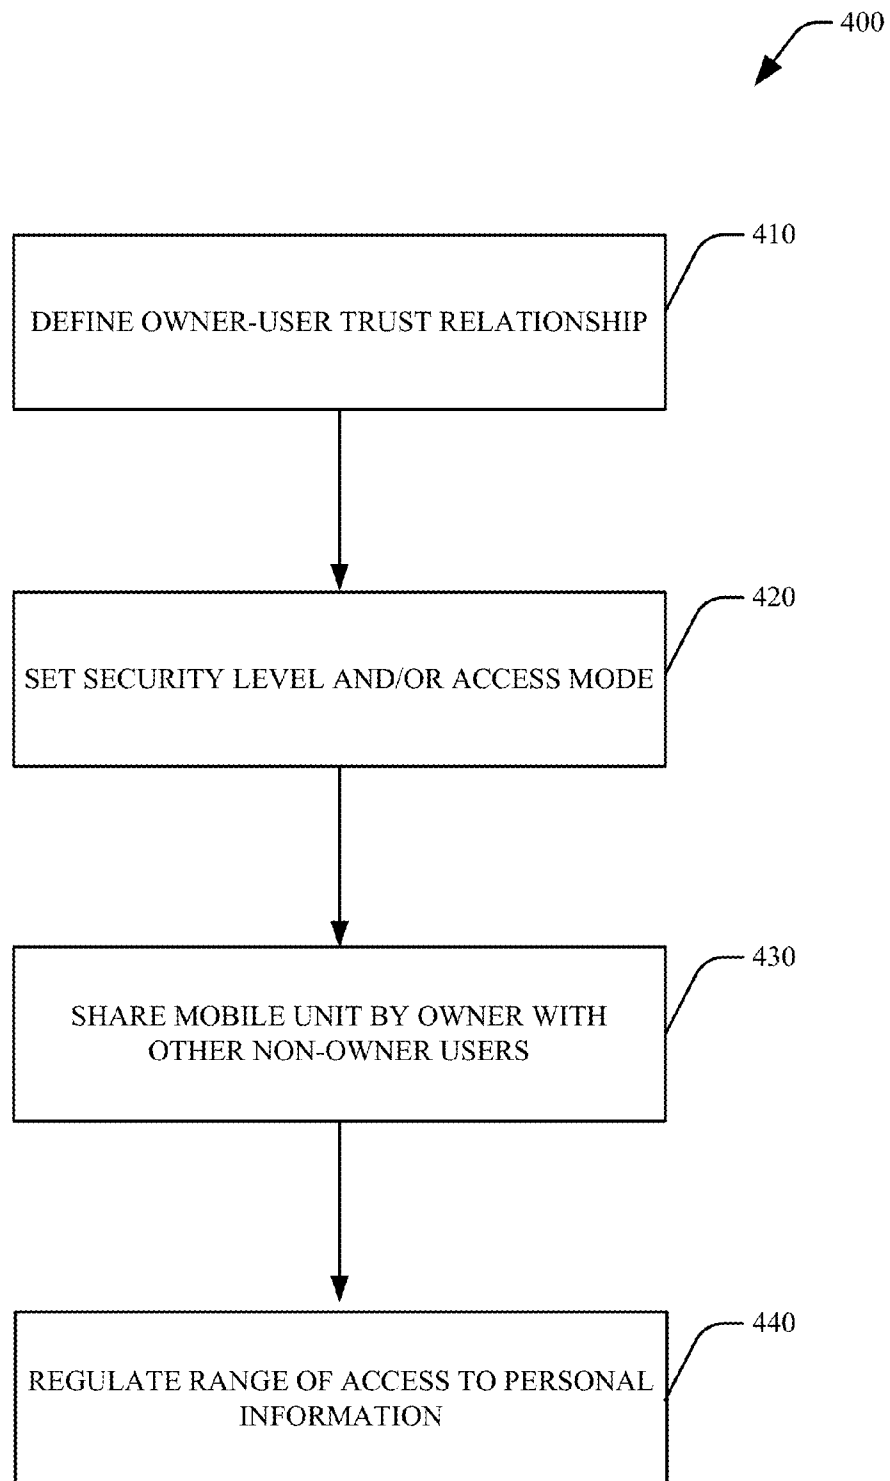 400
410
DEFINE OWNER-USER TRUST RELATIONSHIP
420
SET SECURITY LEVEL AND/OR ACCESS MODE
430
SHARE MOBILE UNIT BY OWNER WITH
OTHER NON-OWNER USERS
440
REGULATE RANGE OF ACCESS TO PERSONAL
INFORMATION